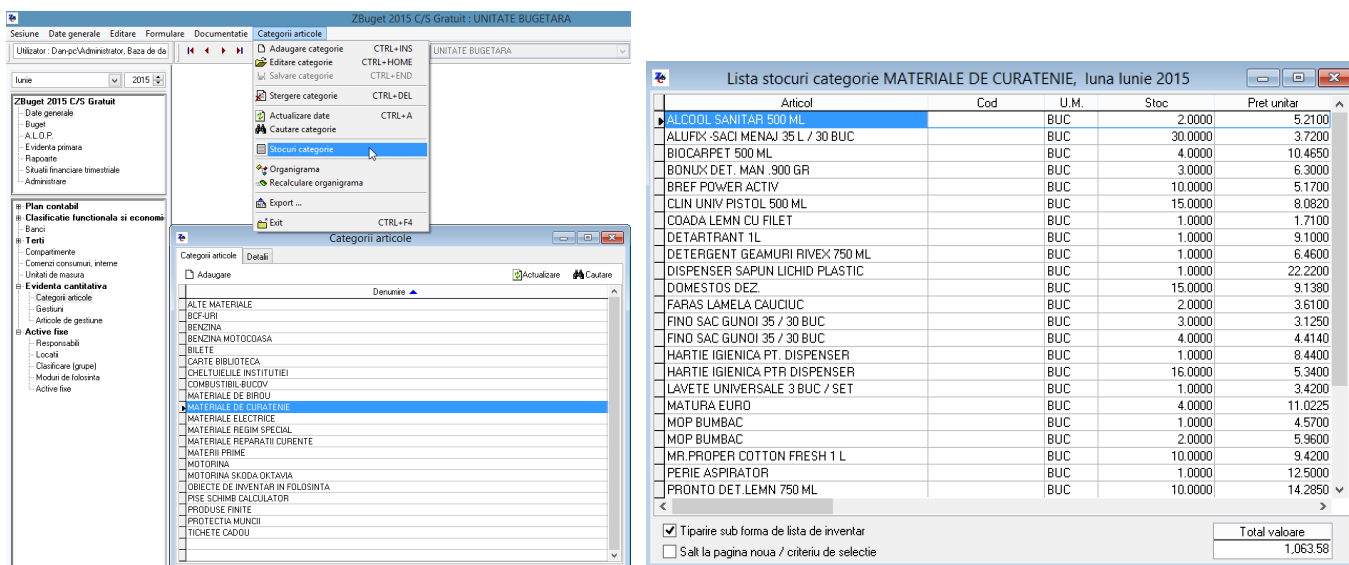 ZBuget 2015 C/S Gratuit : UNITATE BUGETARA
Sesiune Date generale Editare Formulare Documentatie Categorii articole
Utilizator : Dan-pc\Administrator, Baza de da
UNITATE BUGETARA
Adaugare categorie CTRL+INS
Editare categorie CTRL+HOME
Salvare categorie CTRL+END
Stergere categorie CTRL+DEL
Actualizare date CTRL+A
Cautare categorie
Stocuri categorie
Organigrama
Recalculare organigrama
Export ...
Exit CTRL+F4
Iunie 2015
ZBuget 2015 C/S Gratuit
Date generale
Buget
A.L.O.P.
Evidenta primara
Rapoarte
Situatii financiare trimestriale
Administrare
Plan contabil
Clasificatie functionala si economi
Banci
Terti
Compartimente
Comenzi consumuri, interne
Unitati de masura
Evidenta cantitativa
Categorii articole
Gestiuni
Articole de gestiune
Active fixe
Responsabili
Locatii
Clasificare (grupe)
Moduri de folosinta
Active fixe
Categorii articole
Categorii articole Detalii
Adaugare Actualizare Cautare
Denumire
ALTE MATERIALE
BCF-URI
BENZINA
BENZINA MOTOCOASA
BILETE
CARTE BIBLIOTECA
CHELTUIELILE INSTITUTIEI
COMBUSTIBIL-BUCOV
MATERIALE DE BIROU
MATERIALE DE CURATENIE
MATERIALE ELECTRICE
MATERIALE REGIM SPECIAL
MATERIALE REPARATII CURENTE
MATERII PRIME
MOTORINA
MOTORINA SKODA OKTAVIA
OBIECTE DE INVENTAR IN FOLOSINTA
PISE SCHIMB CALCULATOR
PRODUSE FINITE
PROTECTIA MUNCII
TICHETE CADOU
Lista stocuri categorie MATERIALE DE CURATENIE, luna Iunie 2015
Articol Cod U.M. Stoc Pret unitar
ALCOOL SANITAR 500 ML BUC 2.0000 5.2100
ALUFIX -SACI MENAJ 35 L / 30 BUC BUC 30.0000 3.7200
BIOCARPET 500 ML BUC 4.0000 10.4650
BONUX DET. MAN .900 GR BUC 3.0000 6.3000
BREF POWER ACTIV BUC 10.0000 5.1700
CLIN UNIV PISTOL 500 ML BUC 15.0000 8.0820
COADA LEMN CU FILET BUC 1.0000 1.7100
DETARTRANT 1L BUC 1.0000 9.1000
DETERGENT GEAMURI RIVEX 750 ML BUC 1.0000 6.4600
DISPENSER SAPUN LICHID PLASTIC BUC 1.0000 22.2200
DOMESTOS DEZ. BUC 15.0000 9.1380
FARAS LAMELA CAUCIUC BUC 2.0000 3.6100
FINO SAC GUNOI 35 / 30 BUC BUC 3.0000 3.1250
FINO SAC GUNOI 35 / 30 BUC BUC 4.0000 4.4140
HARTIE IGIENICA PT. DISPENSER BUC 1.0000 8.4400
HARTIE IGIENICA PTR DISPENSER BUC 16.0000 5.3400
LAVETE UNIVERSALE 3 BUC / SET BUC 1.0000 3.4200
MATURA EURO BUC 4.0000 11.0225
MOP BUMBAC BUC 1.0000 4.5700
MOP BUMBAC BUC 2.0000 5.9600
MR.PROPER COTTON FRESH 1 L BUC 10.0000 9.4200
PERIE ASPIRATOR BUC 1.0000 12.5000
PRONTO DET.LEMN 750 ML BUC 10.0000 14.2850
Tiparire sub forma de lista de inventar
Salt la pagina noua / criteriu de selectie
Total valoare
1,063.58